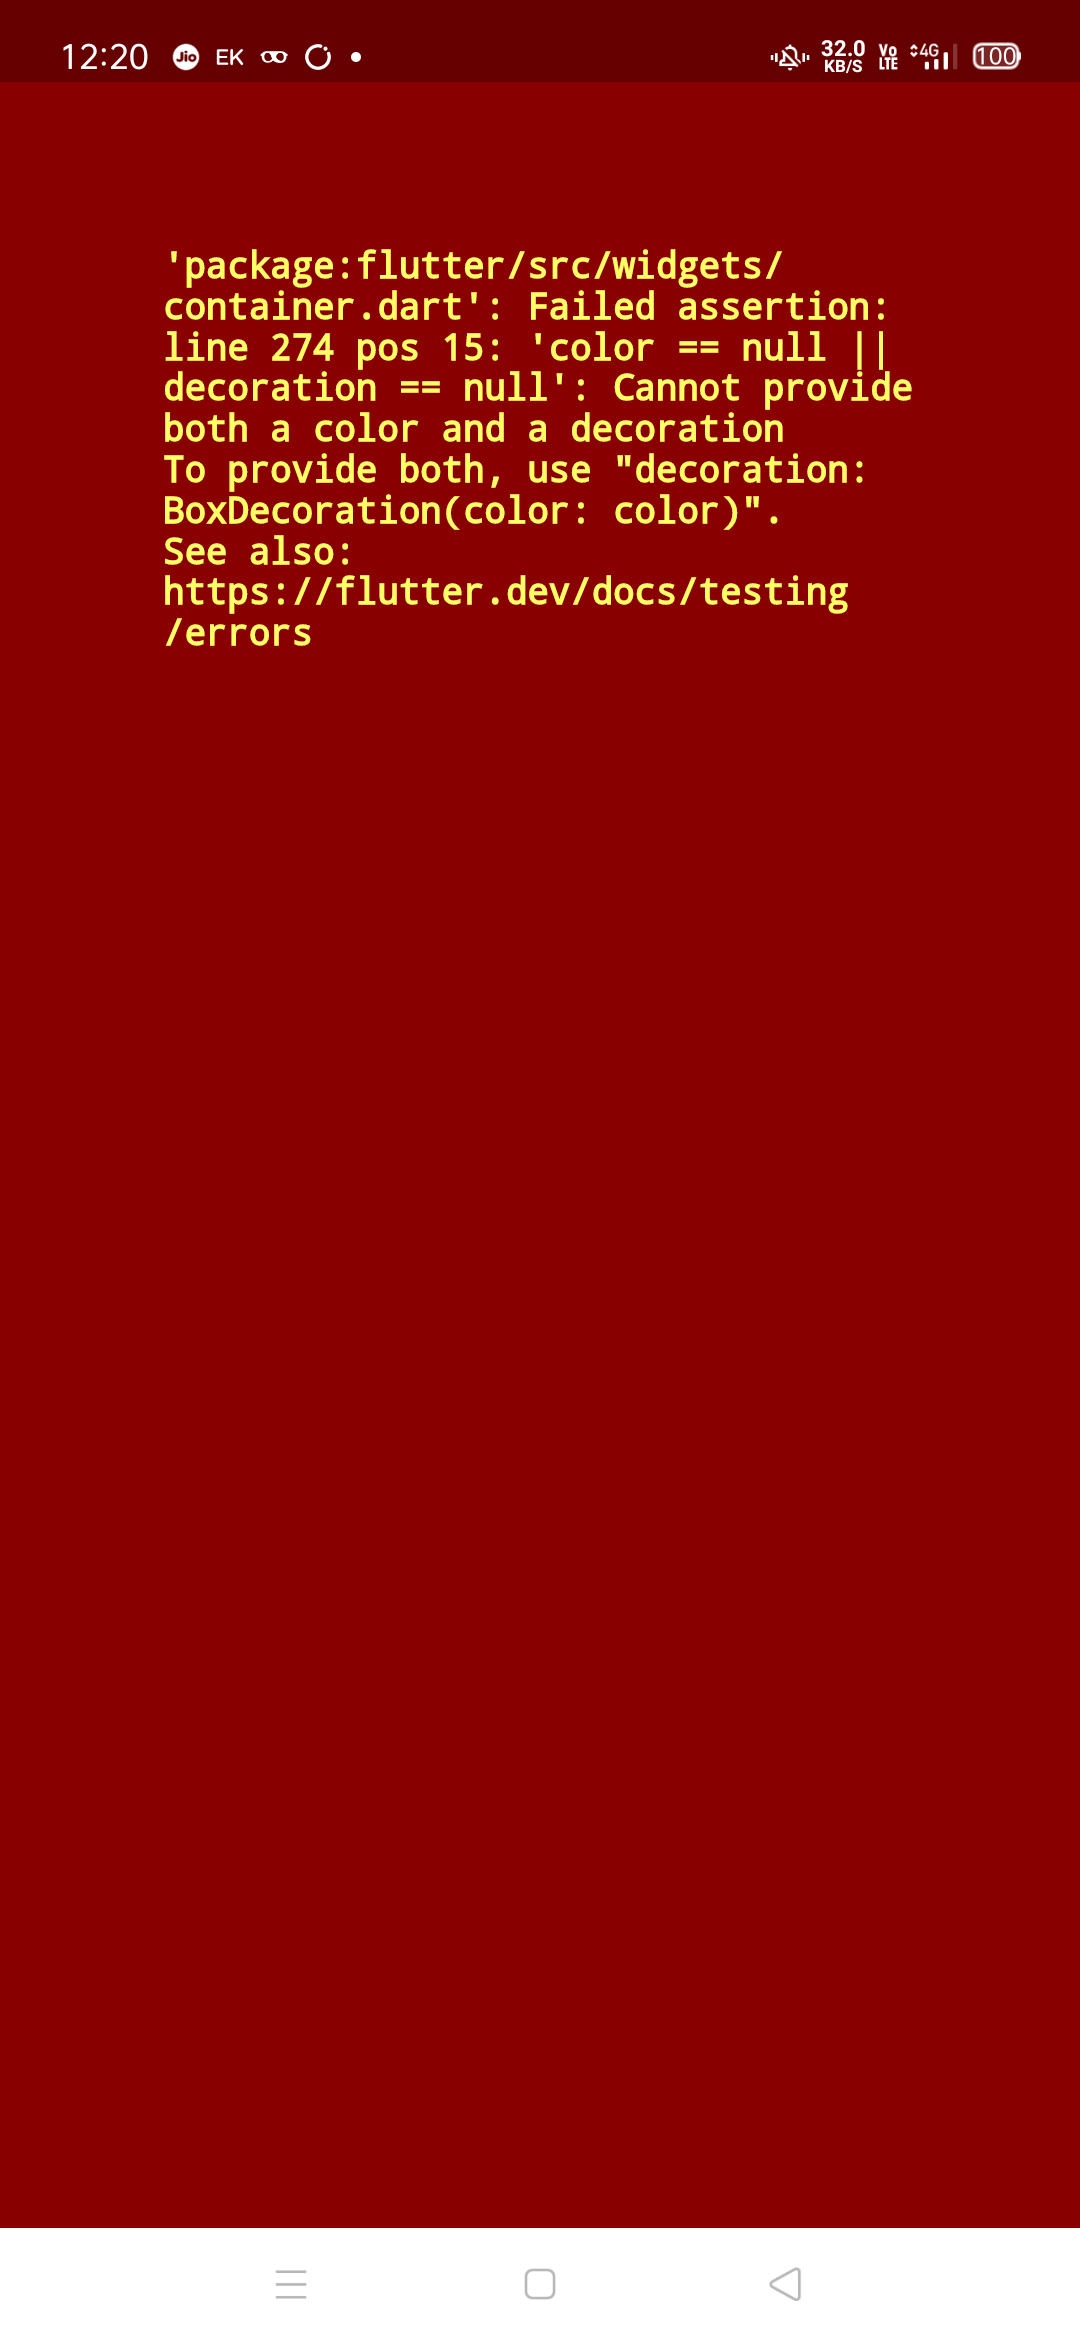 12:20 Jio EK 32.0 KB/S Vo LTE 4G 100
'package:flutter/src/widgets/
container.dart': Failed assertion:
line 274 pos 15: 'color == null ||
decoration == null': Cannot provide
both a color and a decoration
To provide both, use "decoration:
BoxDecoration(color: color)".
See also:
https://flutter.dev/docs/testing
/errors